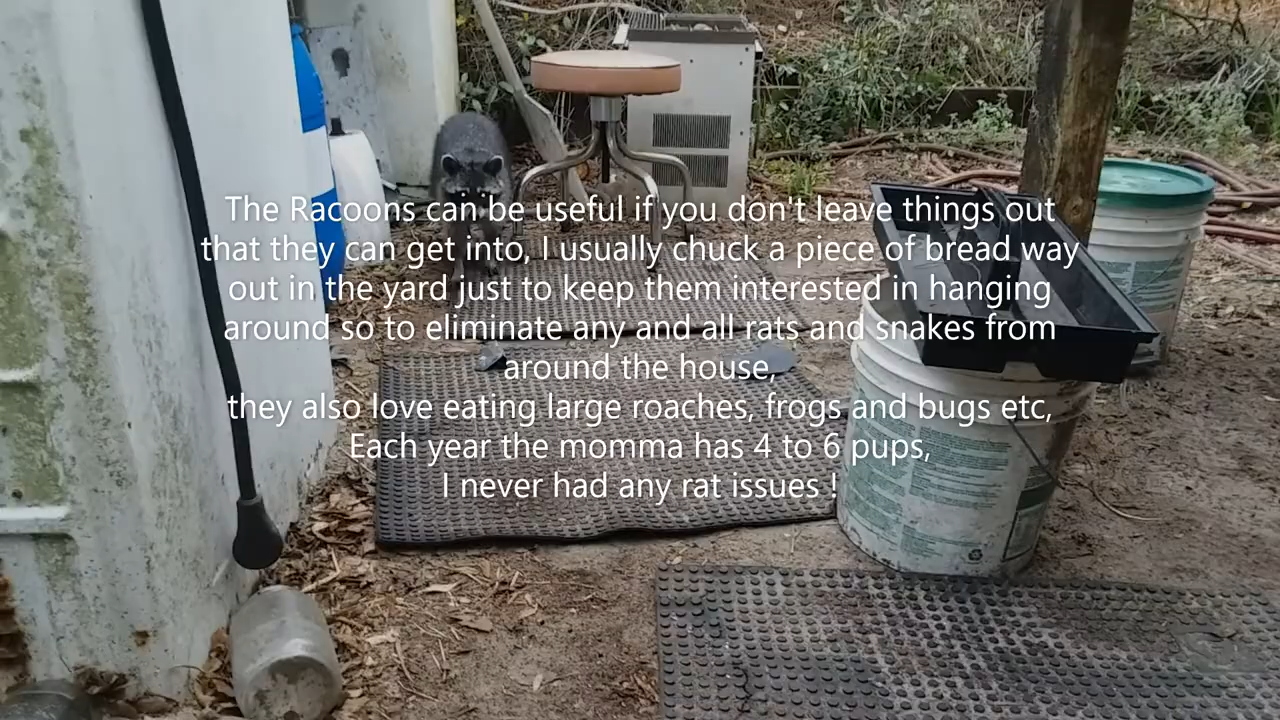 The Racoons can be useful if you don't leave things out
that they can get into, I usually chuck a piece of bread way
out in the yard just to keep them interested in hanging
around so to eliminate any and all rats and snakes from
around the house,
they also love eating large roaches, frogs and bugs etc,
Each year the momma has 4 to 6 pups,
I never had any rat issues !